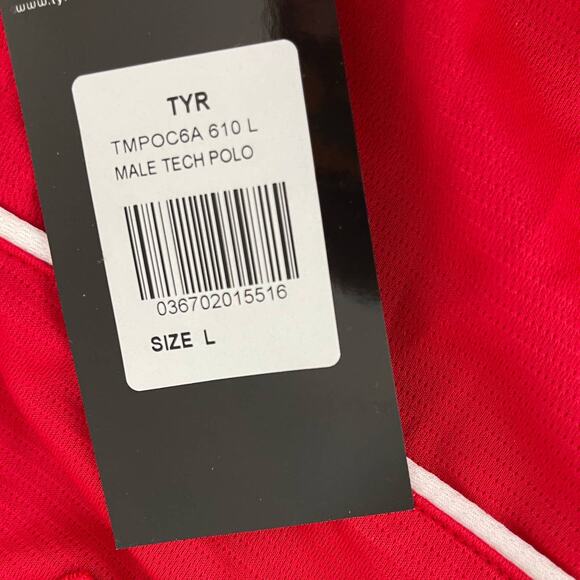 TYR
TMPOC6A 610 L
MALE TECH POLO
036702015516
SIZE L